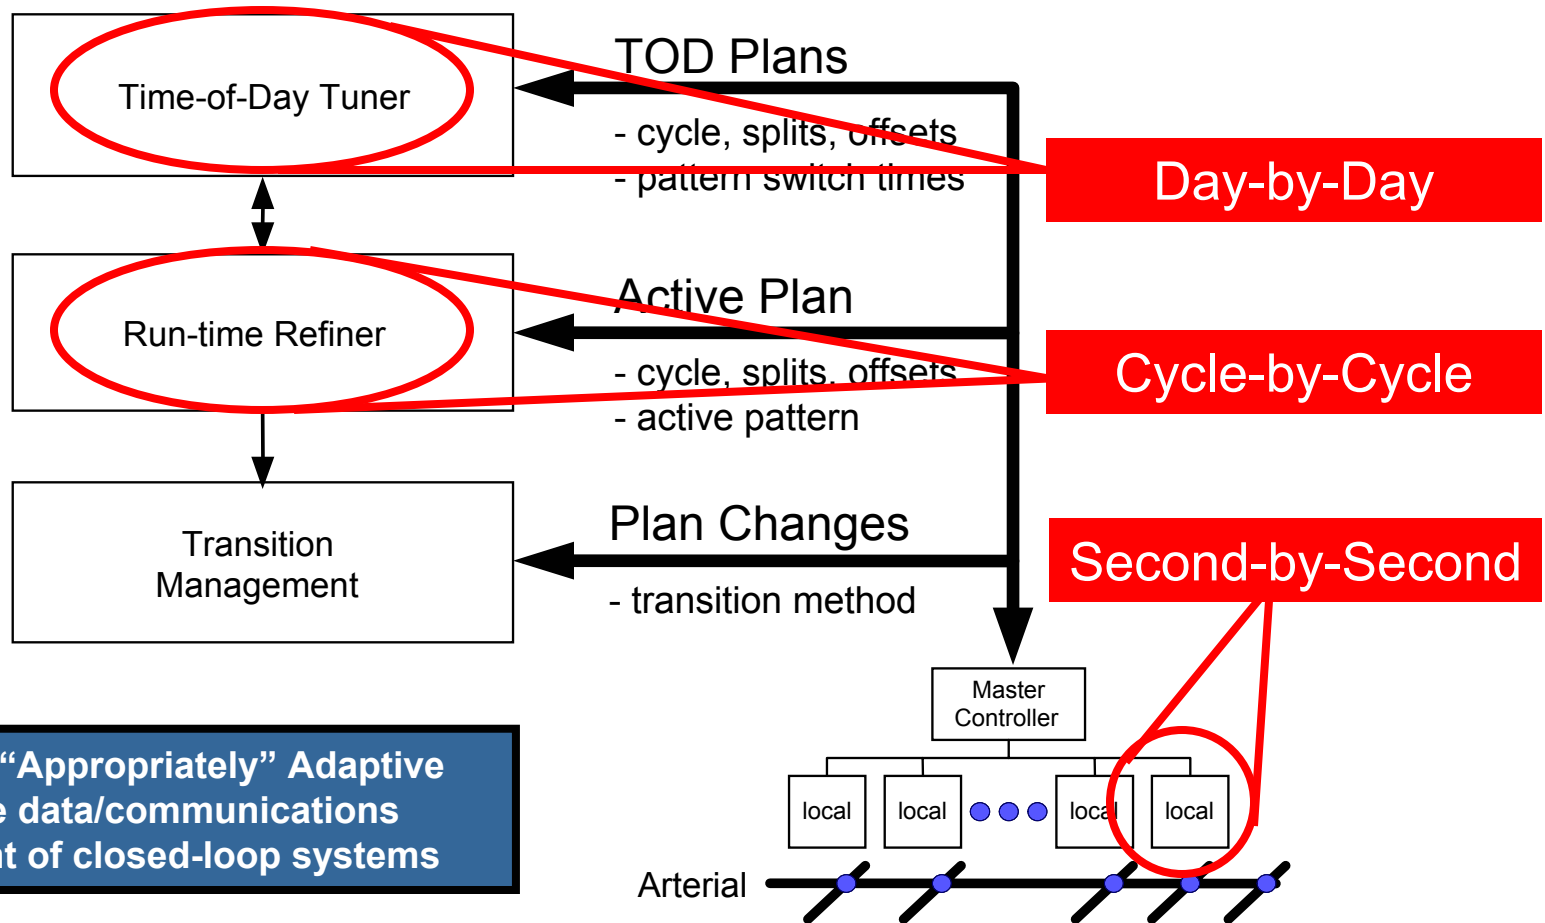 TOD Plans
Time-of-Day Tuner
- cycle, splits, offsets
- pattern switch times
Day-by-Day
Active Plan
Run-time Refiner
- cycle, splits, offsets
- active pattern
Cycle-by-Cycle
Plan Changes
Transition
Management
- transition method
Second-by-Second
Master
Controller
“Appropriately” Adaptive
data/communications
of closed-loop systems
local
local
local
local
Arterial